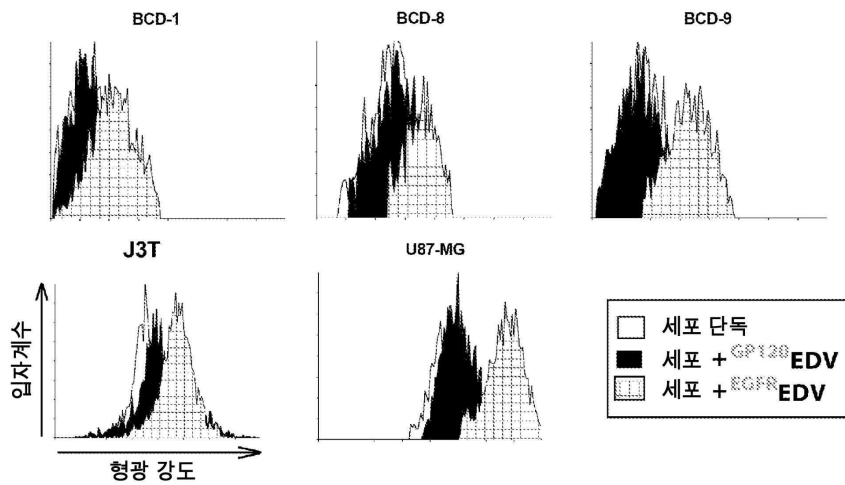 BCD-1
BCD-8
BCD-9
J3T
U87-MG
입자계수
형광 강도
세포 단독
세포 + GP120EDV
세포 + EGFREDV